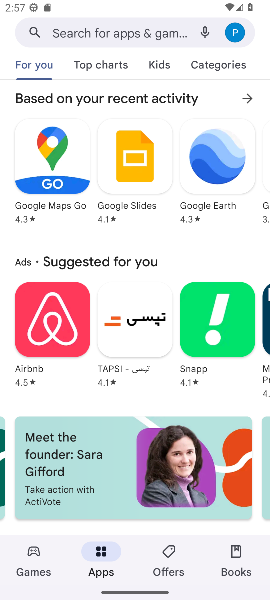 2:57
Search for apps & gam...
P
For you
Top charts
Kids
Categories
Based on your recent activity
GO
Google Maps Go
Google Slides
Google Earth
4.3★
4.1★
4.3★
3.
Ads • Suggested for you
تپسی
Airbnb
TAPSI - تپسی
Snapp
M
P
4.5★
4.1★
4.1★
4.
Meet the
founder: Sara
Gifford
Take action with
ActiVote
Games
Apps
Offers
Books